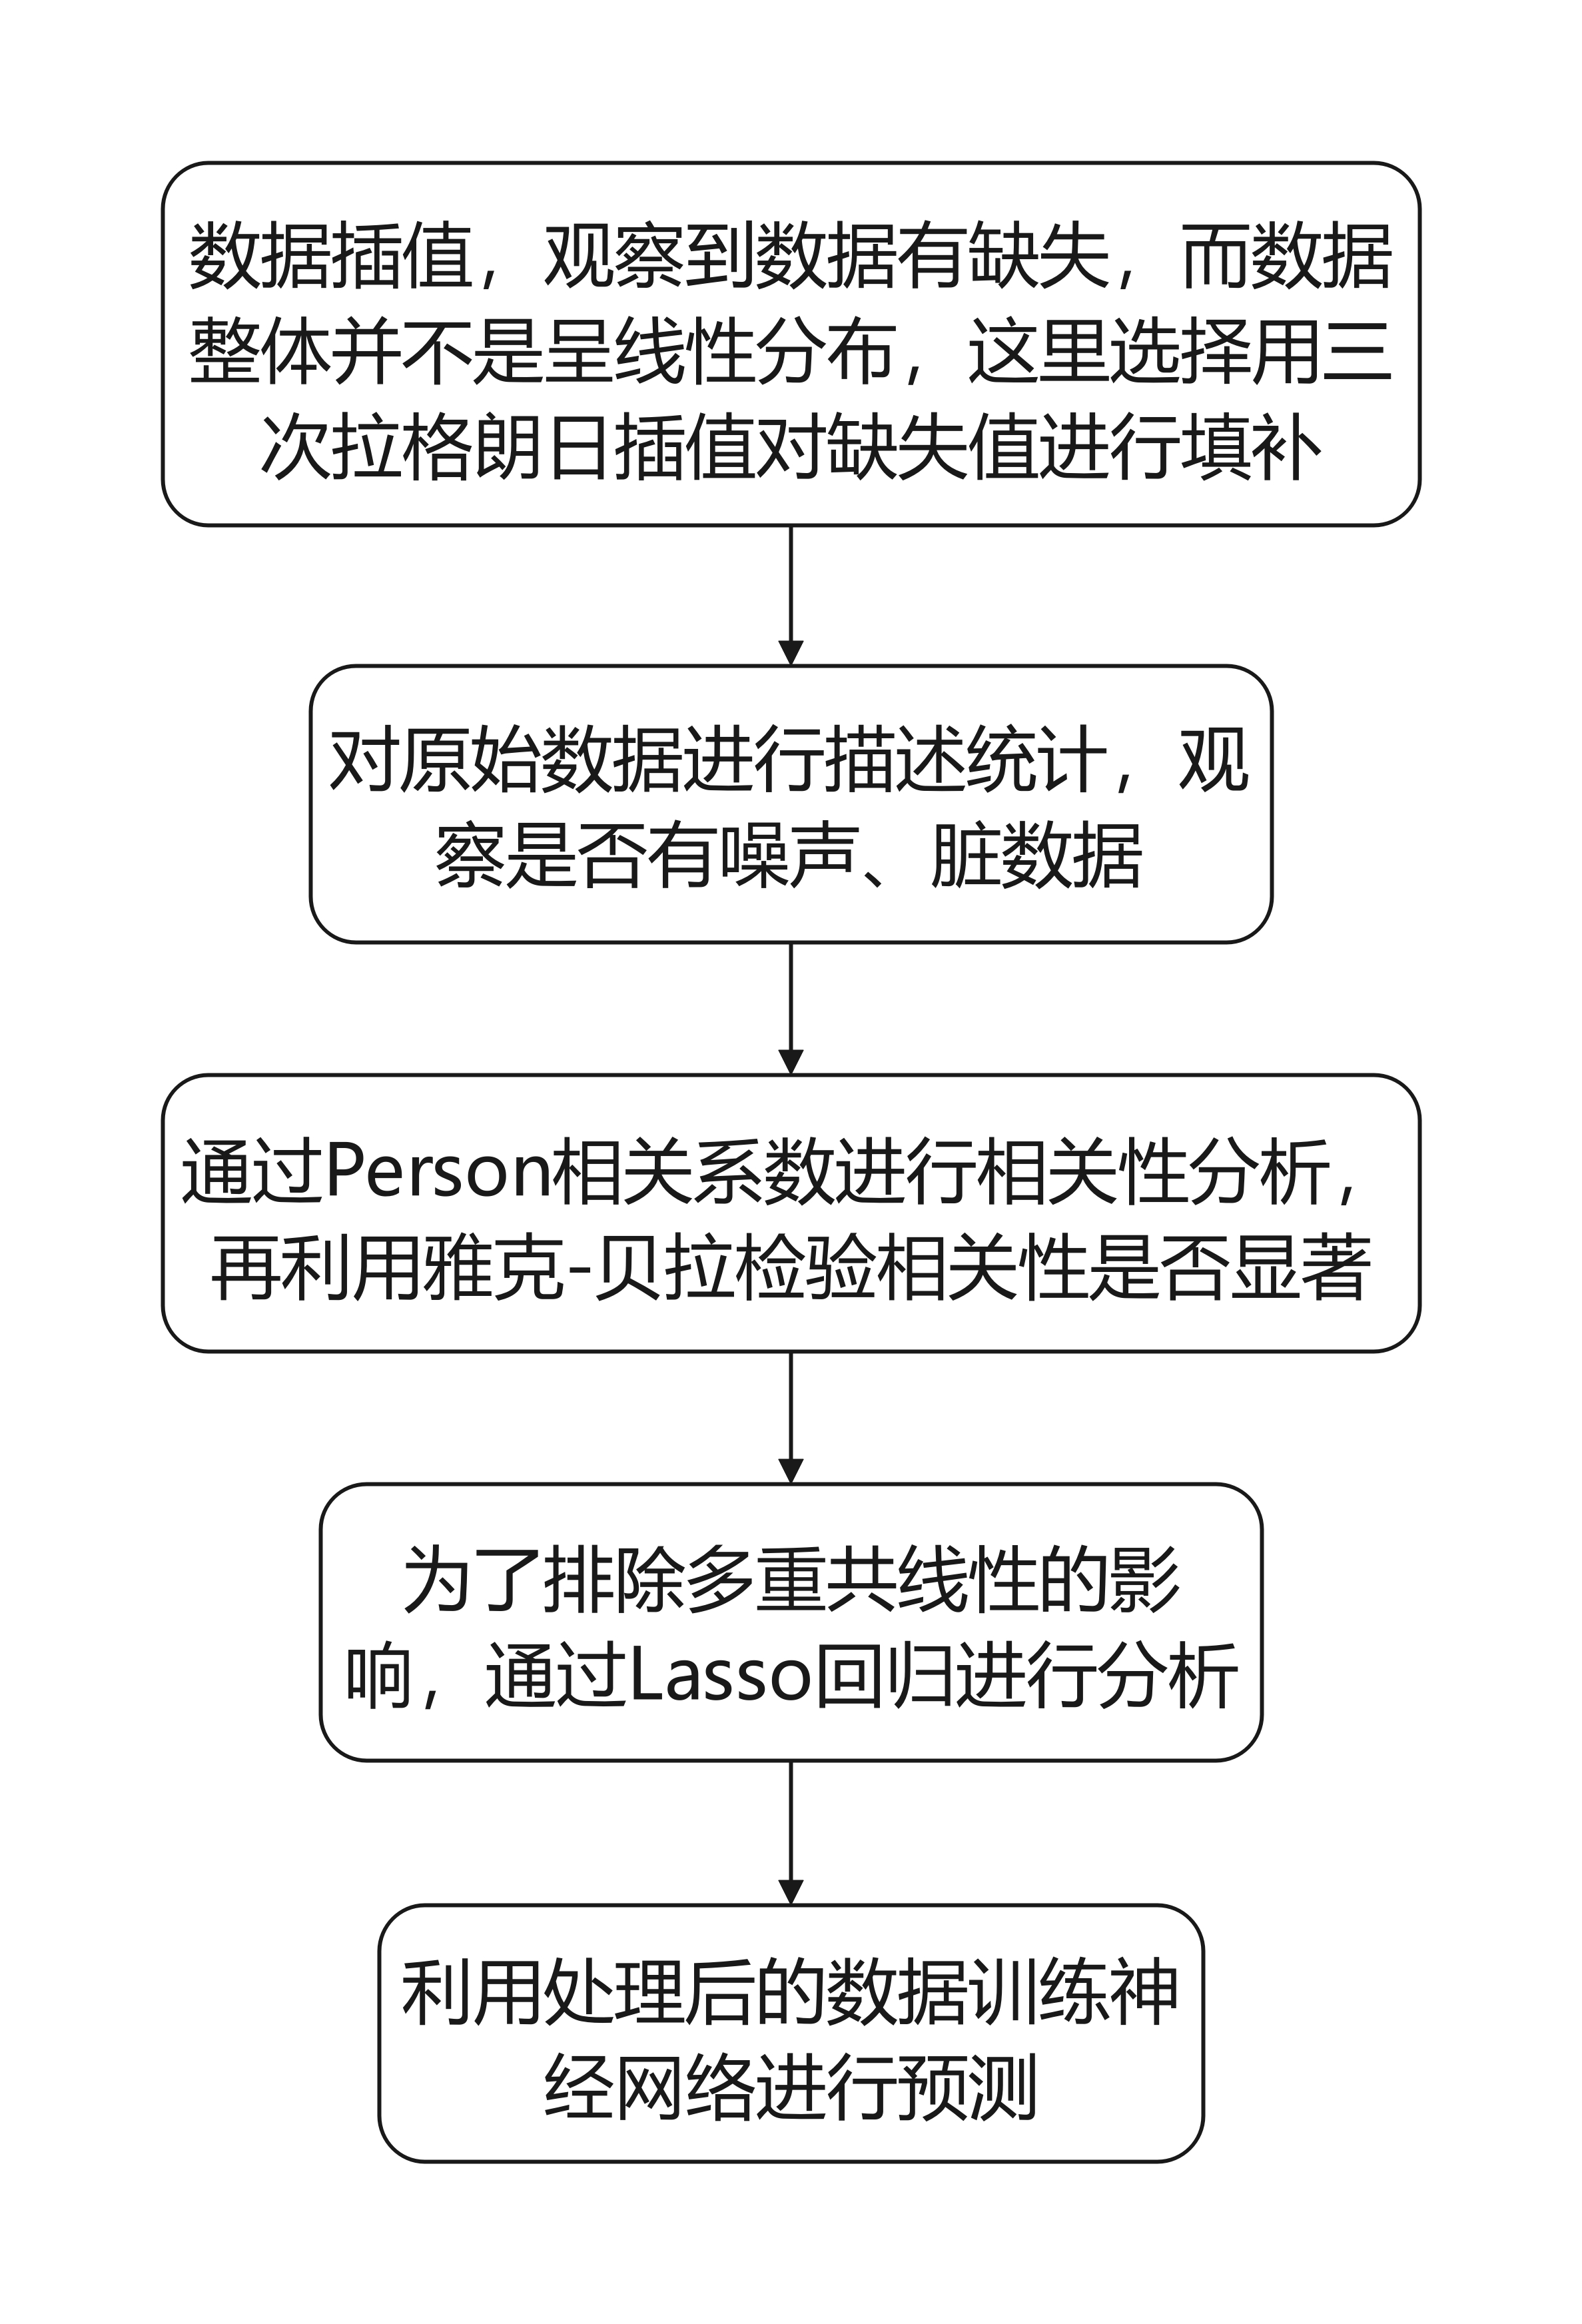 数据插值，观察到数据有缺失，而数据
整体并不是呈线性分布，这里选择用三
次拉格朗日插值对缺失值进行填补
对原始数据进行描述统计，观
察是否有噪声、脏数据
通过Person相关系数进行相关性分析，
再利用雅克-贝拉检验相关性是否显著
为了排除多重共线性的影
响，通过Lasso回归进行分析
利用处理后的数据训练神
经网络进行预测